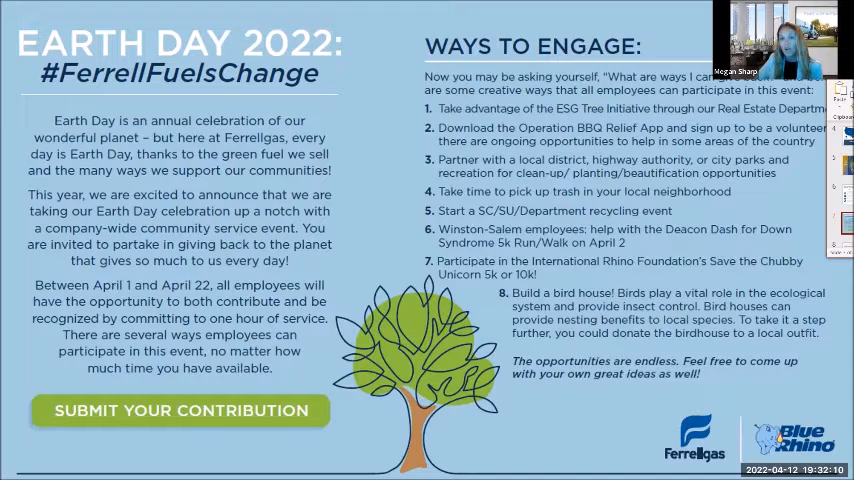 EARTH DAY 2022:
#FerrellFuelsChange
Earth Day is an annual celebration of our
wonderful planet – but here at Ferrellgas, every
day is Earth Day, thanks to the green fuel we sell
and the many ways we support our communities!
This year, we are excited to announce that we are
taking our Earth Day celebration up a notch with
a company-wide community service event. You
are invited to partake in giving back to the planet
that gives so much to us every day!
Between April 1 and April 22, all employees will
have the opportunity to both contribute and be
recognized by committing to one hour of service.
There are several ways employees can
participate in this event, no matter how
much time you have available.
SUBMIT YOUR CONTRIBUTION
WAYS TO ENGAGE:
Now you may be asking yourself, "What are ways I can
are some creative ways that all employees can participate in this event:
1. Take advantage of the ESG Tree Initiative through our Real Estate
2. Download the Operation BBQ Relief App and sign up to be a volunteer
there are ongoing opportunities to help in some areas of the country
3. Partner with a local district, highway authority, or city parks and
recreation for clean-up/ planting/beautification opportunities
4. Take time to pick up trash in your local neighborhood
5. Start a SC/SU/Department recycling event
6. Winston-Salem employees: help with the Deacon Dash for Down
Syndrome 5k Run/Walk on April 2
7. Participate in the International Rhino Foundation's Save the Chubby
Unicorn 5k or 10k!
8. Build a bird house! Birds play a vital role in the ecological
system and provide insect control. Bird houses can
provide nesting benefits to local species. To take it a step
further, you could donate the birdhouse to a local outfit.
The opportunities are endless. Feel free to come up
with your own great ideas as well!
Ferrellgas
Blue
Rhino
Megan Sharp
Paste
4
5
6
7
8
2022-04-12 19:32:10